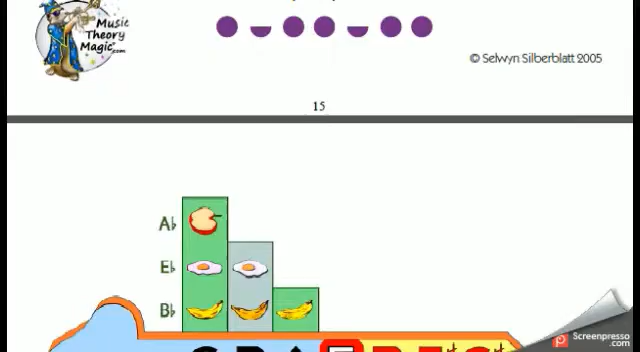 Music
Theory
Magic.com
© Selwyn Silberblatt 2005
15
A♭
E♭
B♭
Screenpresso
.com